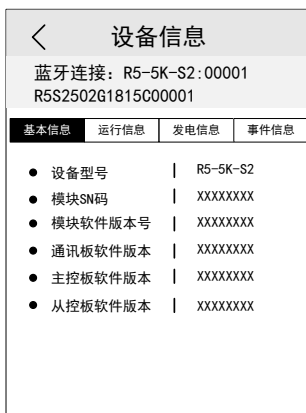 设备信息
蓝牙连接：R5-5K-S2:00001
R5S2502G1815C00001
基本信息 运行信息 发电信息 事件信息
设备型号 R5-5K-S2
模块SN码 XXXXXXXX
模块软件版本号 XXXXXXXX
通讯板软件版本 XXXXXXXX
主控板软件版本 XXXXXXXX
从控板软件版本 XXXXXXXX